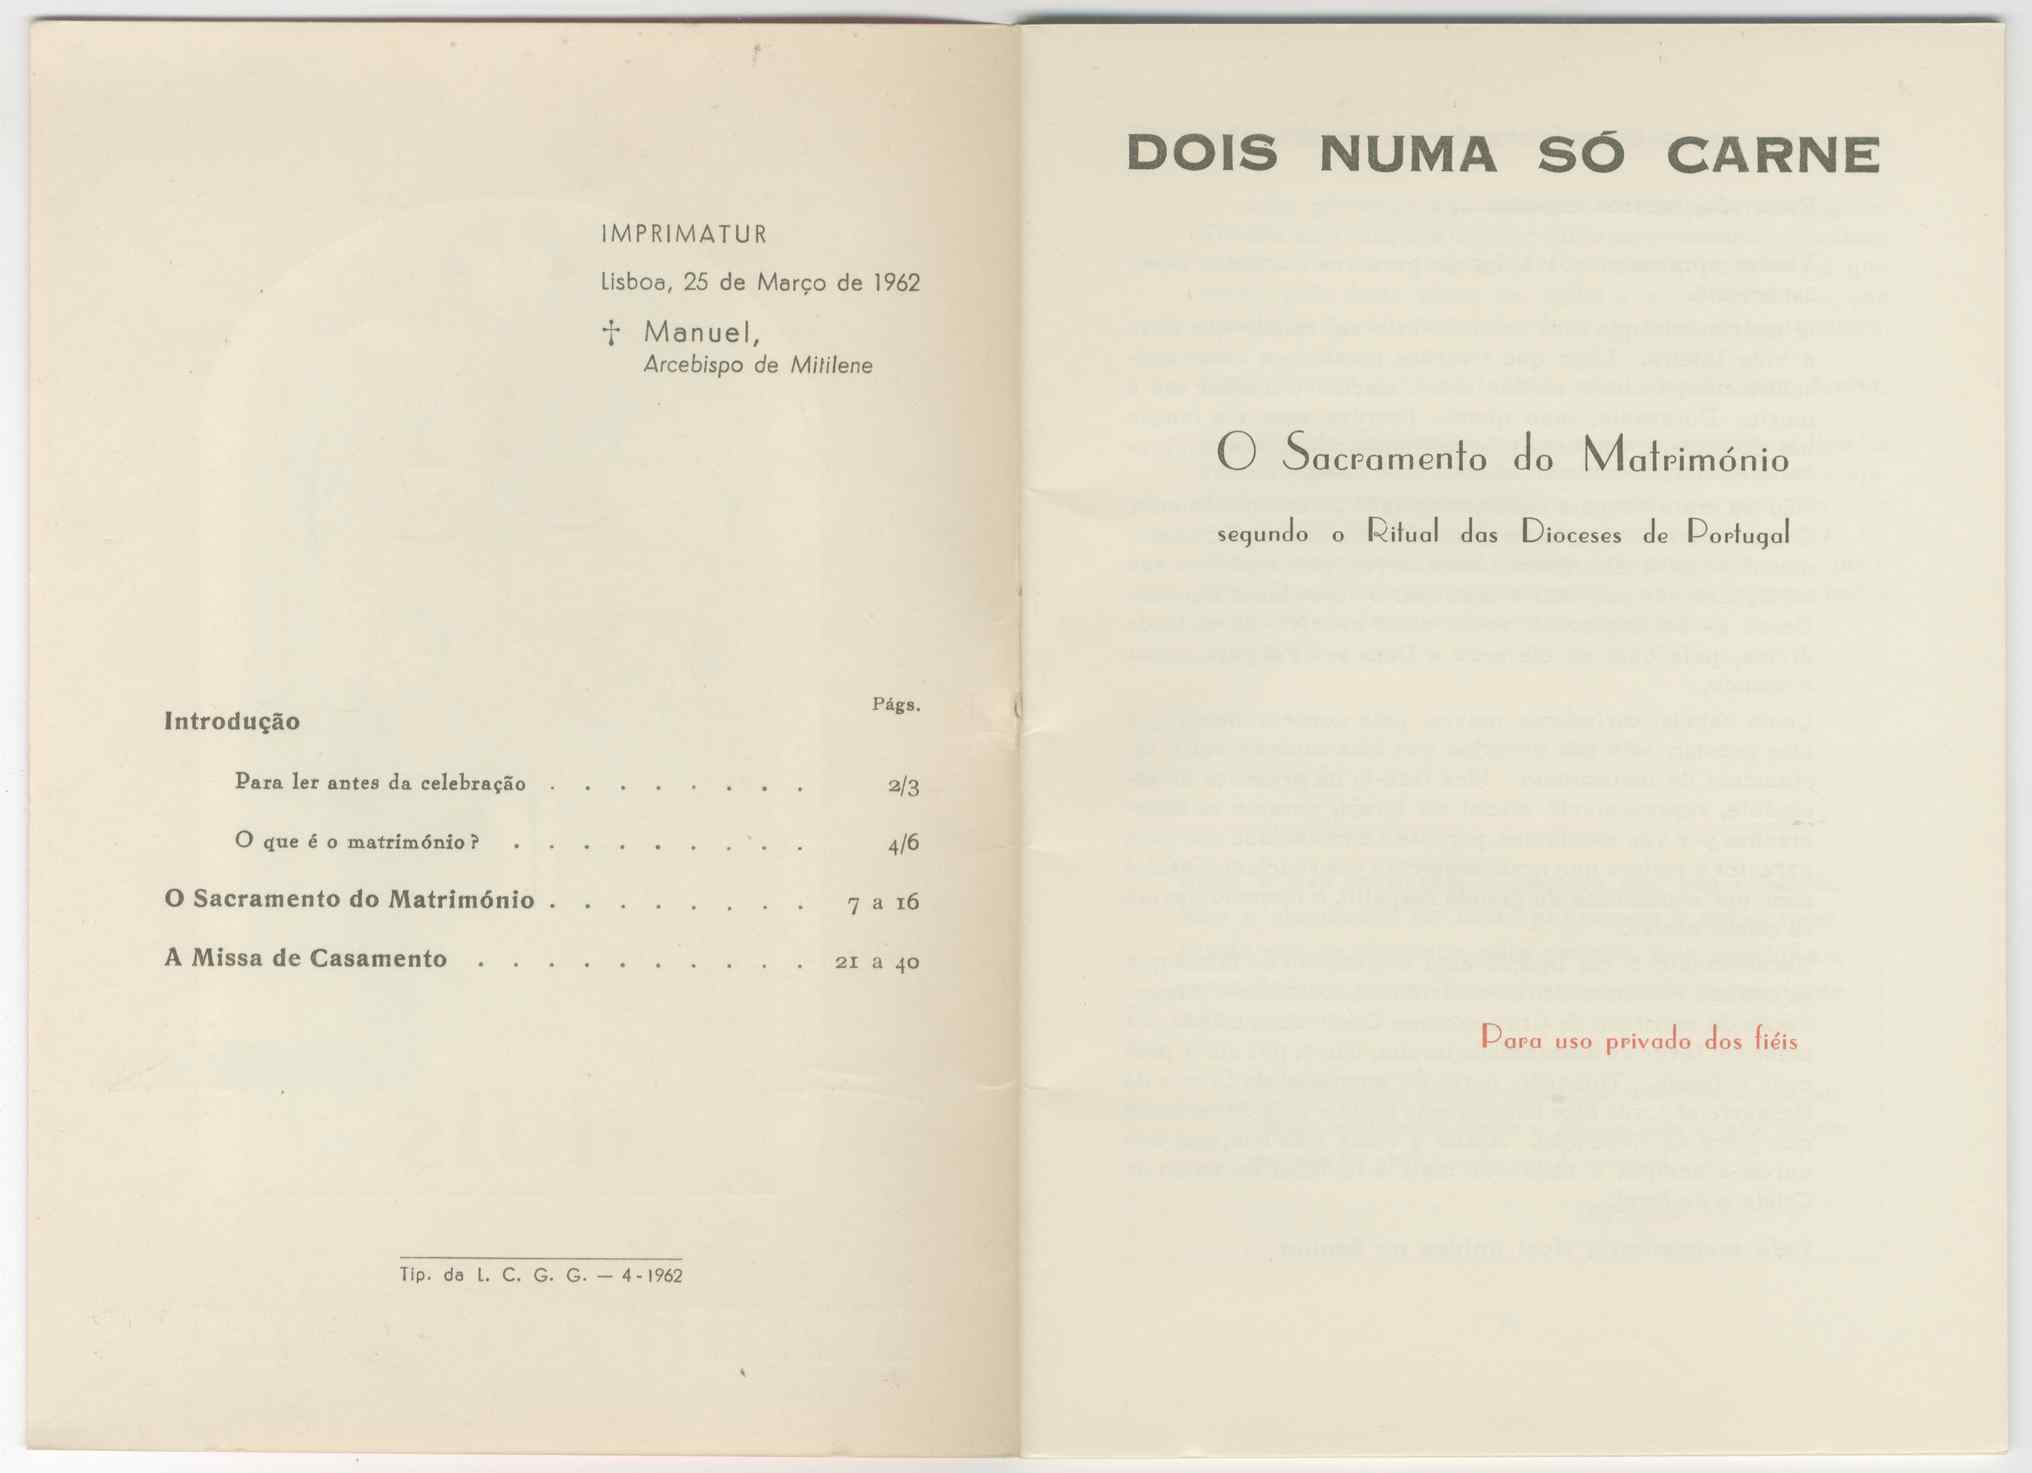 IMPRIMATUR
Lisboa, 25 de Março de 1962
† Manuel,
Arcebispo de Mitilene
Págs.
Introdução
Para ler antes da celebração . . . . . . . . 2/3
O que é o matrimónio? . . . . . . . . . 4/6
O Sacramento do Matrimónio . . . . . . . . 7 a 16
A Missa de Casamento . . . . . . . . . . 21 a 40
Tip. da L. C. G. G. — 4-1962
DOIS NUMA SÓ CARNE
O Sacramento do Matrimónio
segundo o Ritual das Dioceses de Portugal
Para uso privado dos fiéis